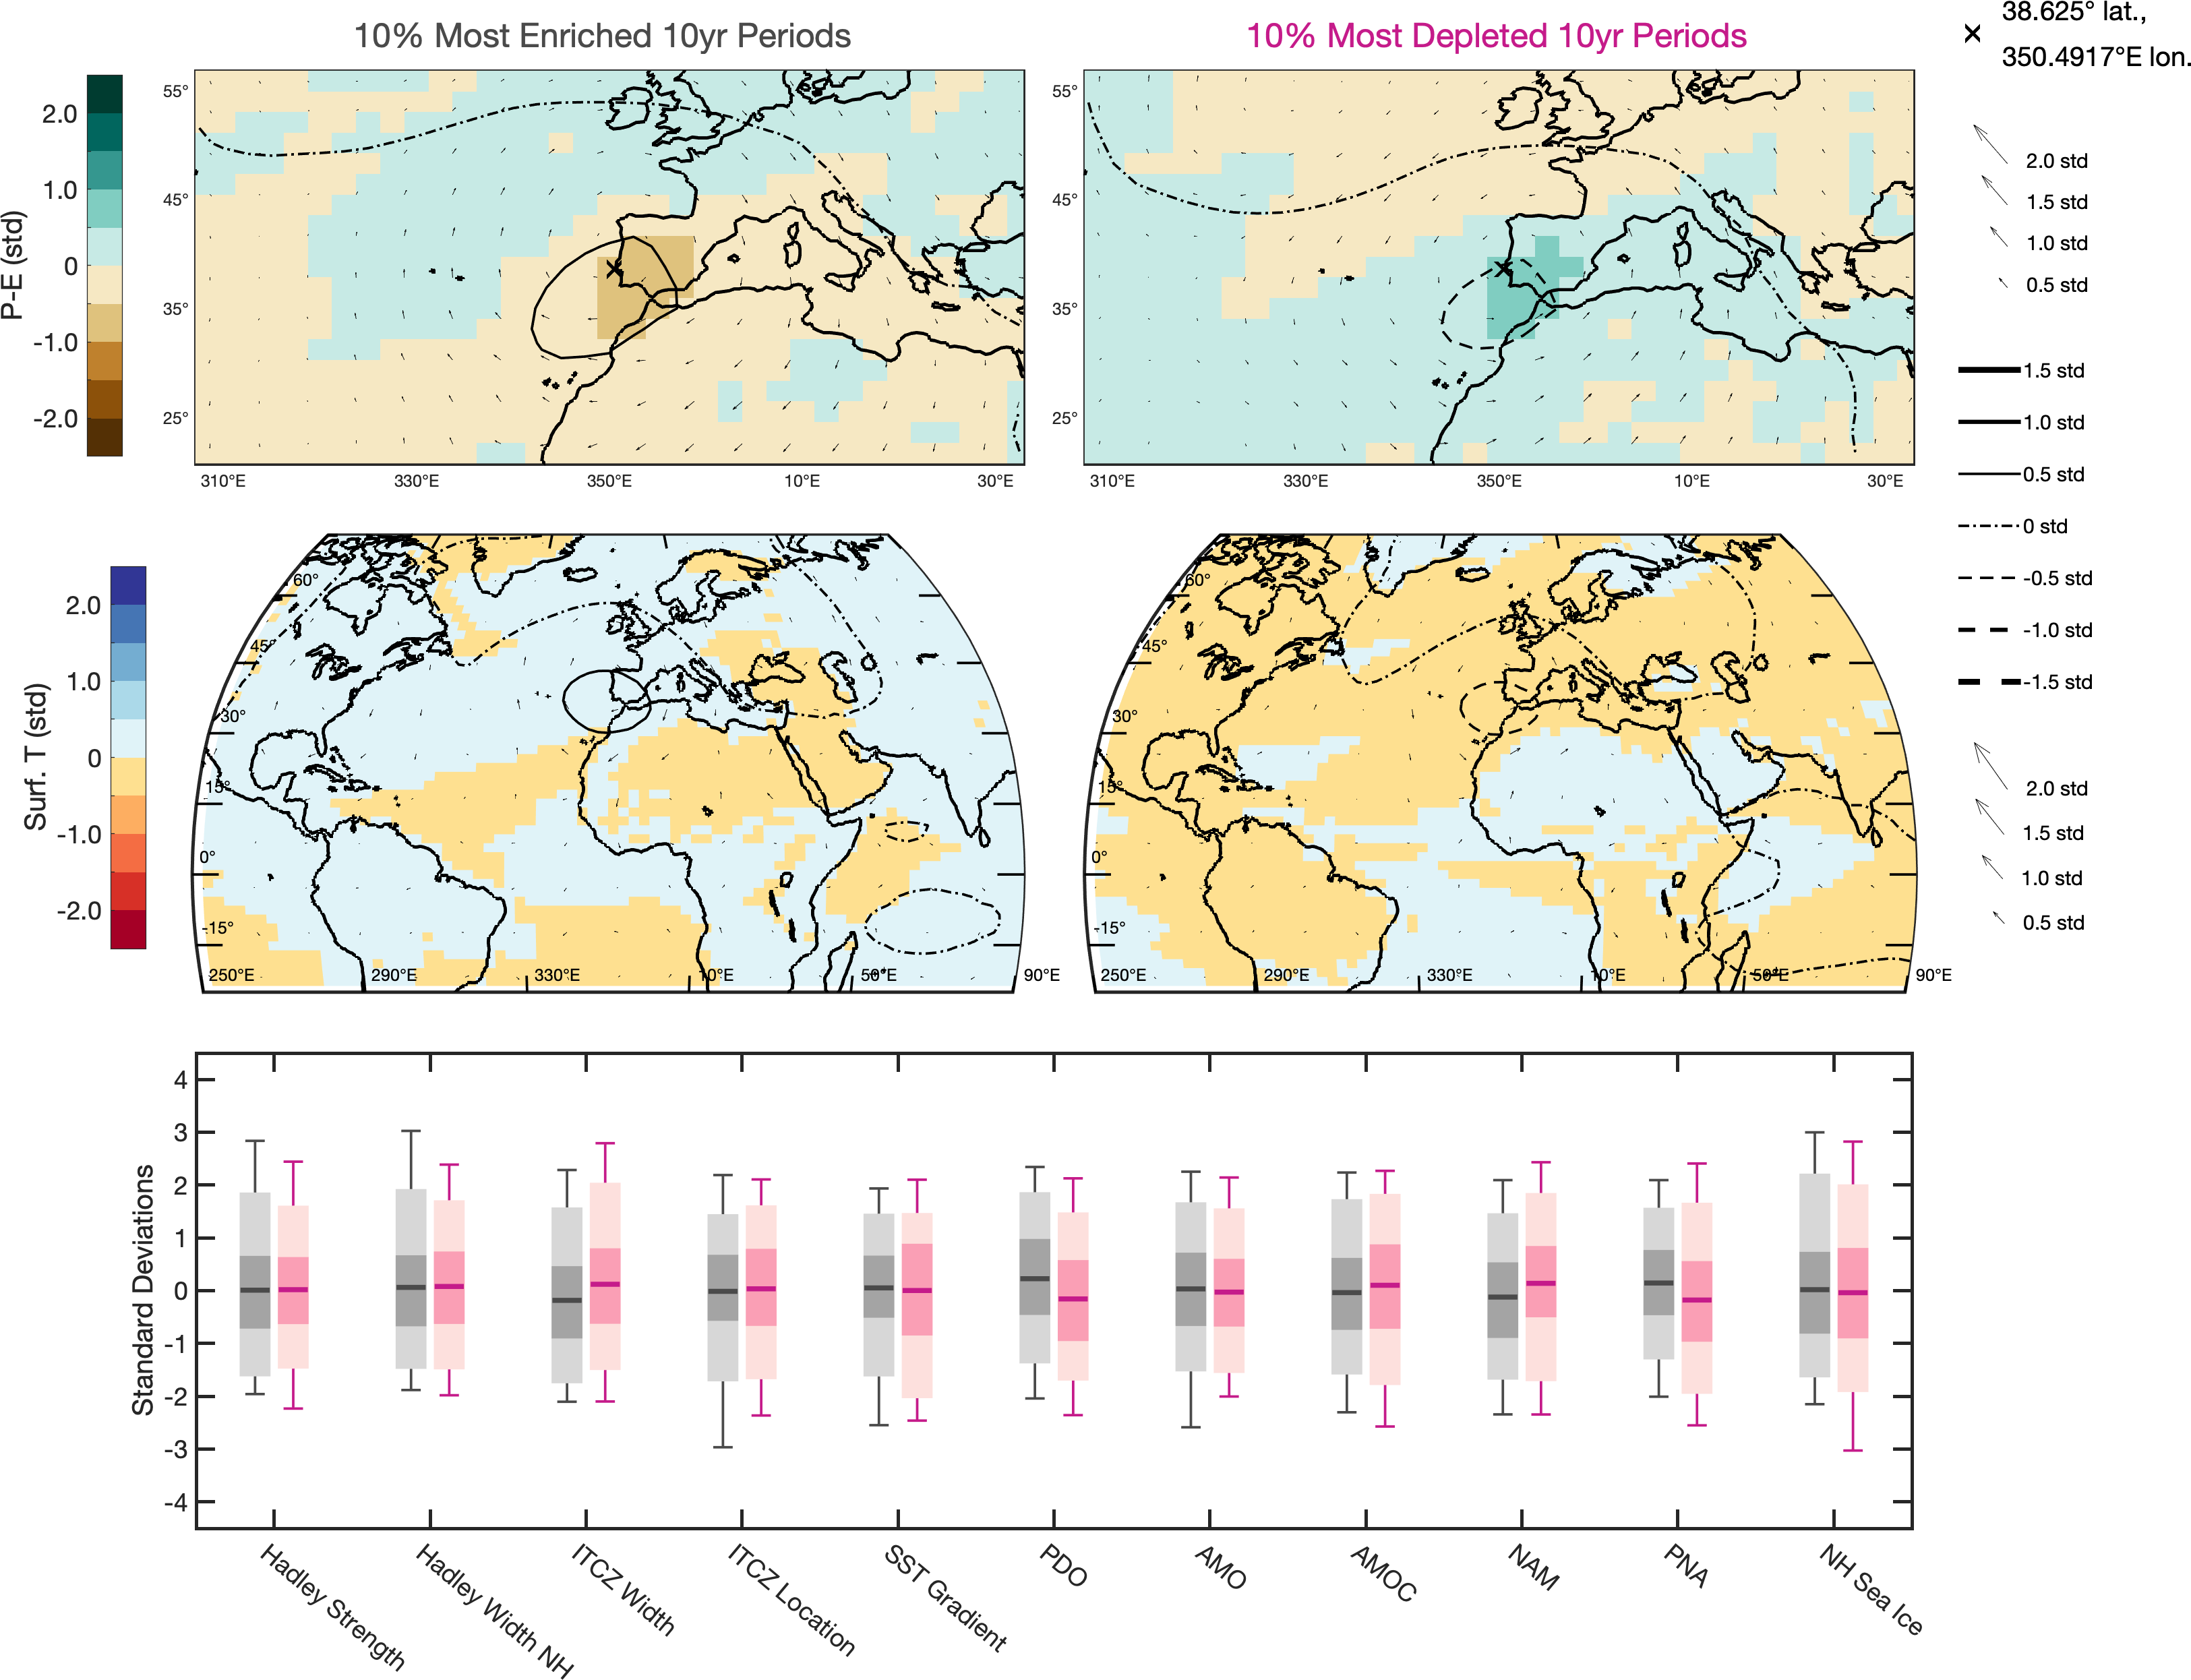 10% Most Enriched 10yr Periods
10% Most Depleted 10yr Periods
38.625° lat.,
350.4917°E lon.
P-E (std)
2.0
1.0
0
-1.0
-2.0
55°
45°
35°
25°
310°E
330°E
350°E
10°E
30°E
55°
45°
35°
25°
310°E
330°E
350°E
10°E
30°E
2.0 std
1.5 std
1.0 std
0.5 std
1.5 std
1.0 std
0.5 std
0 std
-0.5 std
-1.0 std
-1.5 std
Surf. T (std)
2.0
1.0
0
-1.0
-2.0
60°
45°
30°
15°
0°
-15°
250°E
290°E
330°E
10°E
50°E
90°E
60°
45°
30°
15°
0°
-15°
250°E
290°E
330°E
10°E
50°E
90°E
2.0 std
1.5 std
1.0 std
0.5 std
Standard Deviations
4
3
2
1
0
-1
-2
-3
-4
Hadley Strength
Hadley Width NH
ITCZ Width
ITCZ Location
SST Gradient
PDO
AMO
AMOC
NAM
PNA
NH Sea Ice